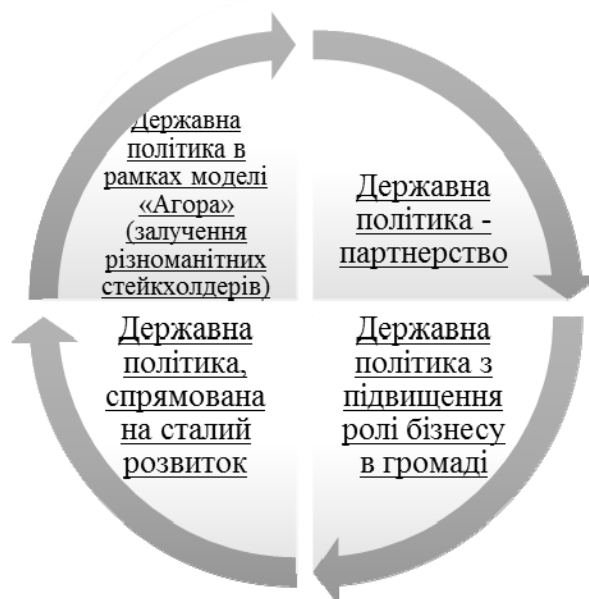 Державна
політика в
рамках моделі
«Агора»
(залучення
різноманітних
стейкхолдерів)
Державна
політика -
партнерство
Державна
політика,
спрямована
на сталий
розвиток
Державна
політика з
підвищення
ролі бізнесу
в громаді